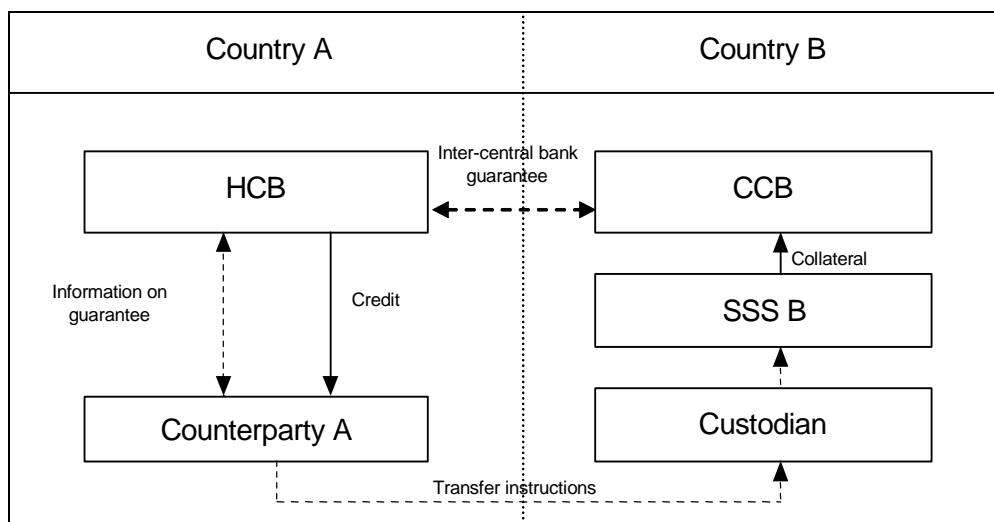 Country A
Country B
Inter-central bank
guarantee
HCB
CCB
Information on
guarantee
Credit
Collateral
SSS B
Counterparty A
Custodian
Transfer instructions